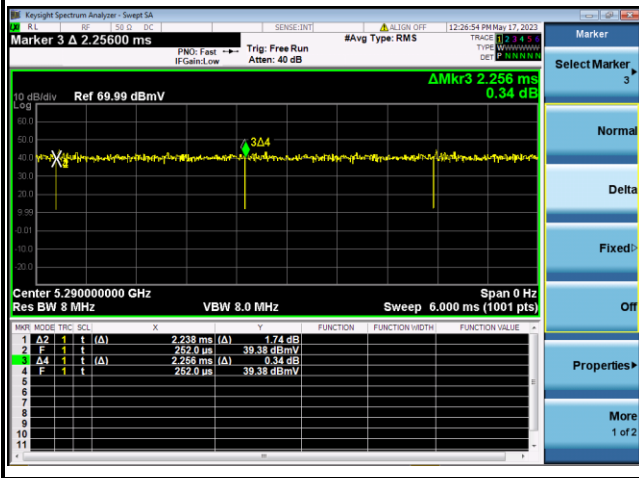 Keysight Spectrum Analyzer - Swept SA
RL RF 50 Ω DC SENSE:INT ALIGN OFF 12:26:54 PM May 17, 2023
Marker 3 Δ 2.25600 ms
PNO: Fast
IFGain:Low
Trig: Free Run
Atten: 40 dB
#Avg Type: RMS
TRACE 1 2 3 4 5 6
TYPE WWWWWW
DET P N N N N N
ΔMkr3 2.256 ms
0.34 dB
10 dB/div
Log
Ref 69.99 dBmV
60.0
50.0
40.0
30.0
20.0
9.99
-0.01
-10.0
-20.0
3Δ4
Center 5.290000000 GHz
Res BW 8 MHz
VBW 8.0 MHz
Span 0 Hz
Sweep 6.000 ms (1001 pts)
MKR MODE TRC SCL X Y FUNCTION FUNCTION WIDTH FUNCTION VALUE
1 Δ2 1 t (Δ) 2.238 ms (Δ) 1.74 dB
2 F 1 t 252.0 µs 39.38 dBmV
3 Δ4 1 t (Δ) 2.256 ms (Δ) 0.34 dB
4 F 1 t 252.0 µs 39.38 dBmV
5
6
7
8
9
10
11
Marker
Select Marker
3
Normal
Delta
Fixed
Off
Properties
More
1 of 2